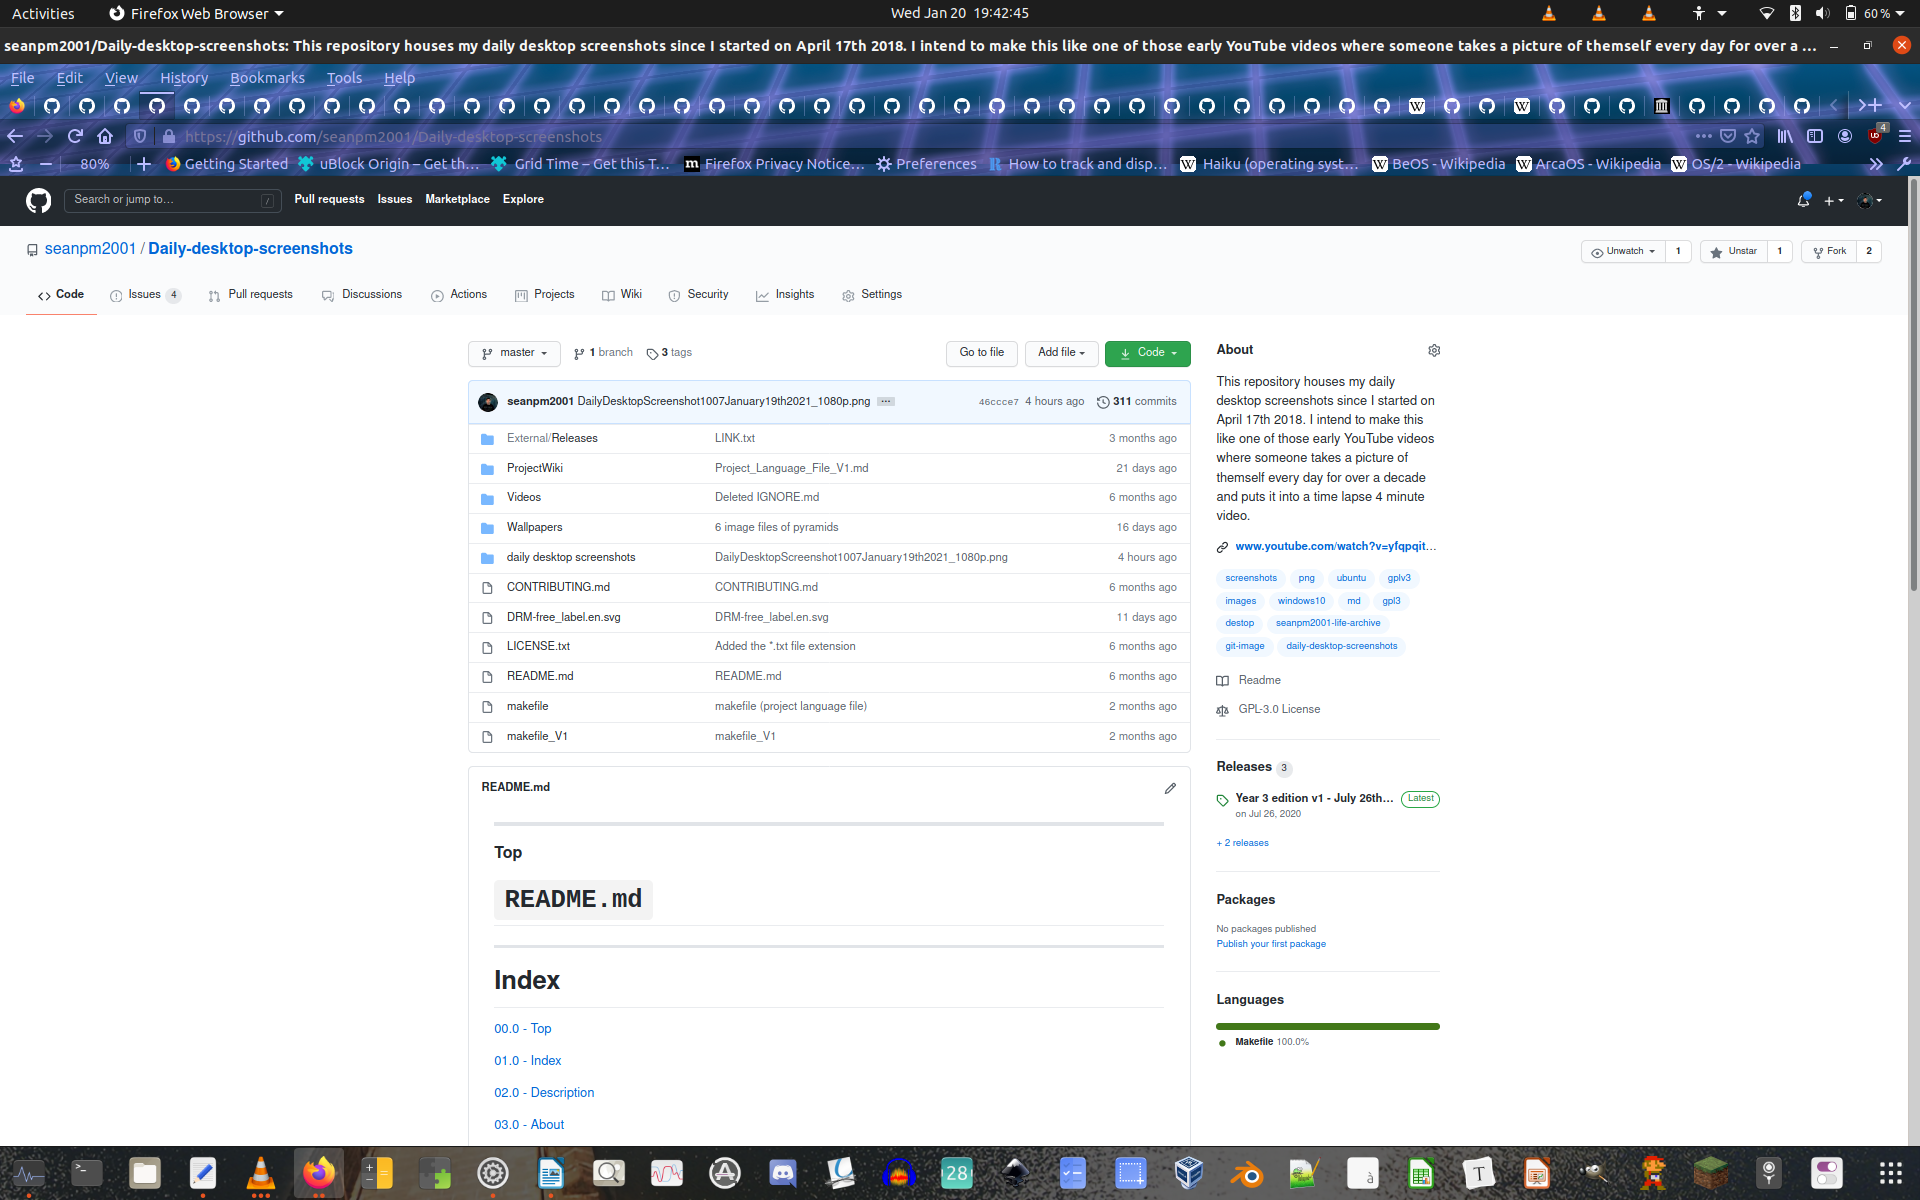 Activities
Firefox Web Browser
Wed Jan 20 19:42:45
60 %
seanpm2001/Daily-desktop-screenshots: This repository houses my daily desktop screenshots since I started on April 17th 2018. I intend to make this like one of those early YouTube videos where someone takes a picture of themself every day for over a ...
File Edit View History Bookmarks Tools Help
https://github.com/seanpm2001/Daily-desktop-screenshots
4
80%
Getting Started
uBlock Origin – Get th…
Grid Time – Get this T…
Firefox Privacy Notice…
Preferences
How to track and disp…
Haiku (operating syst…
BeOS - Wikipedia
ArcaOS - Wikipedia
OS/2 - Wikipedia
Search or jump to…
/
Pull requests Issues Marketplace Explore
seanpm2001 / Daily-desktop-screenshots
Unwatch 1
Unstar 1
Fork 2
Code
Issues 4
Pull requests
Discussions
Actions
Projects
Wiki
Security
Insights
Settings
master
1 branch
3 tags
Go to file
Add file
Code
seanpm2001 DailyDesktopScreenshot1007January19th2021_1080p.png ...
46ccce7 4 hours ago
311 commits
External/Releases LINK.txt 3 months ago
ProjectWiki Project_Language_File_V1.md 21 days ago
Videos Deleted IGNORE.md 6 months ago
Wallpapers 6 image files of pyramids 16 days ago
daily desktop screenshots DailyDesktopScreenshot1007January19th2021_1080p.png 4 hours ago
CONTRIBUTING.md CONTRIBUTING.md 6 months ago
DRM-free_label.en.svg DRM-free_label.en.svg 11 days ago
LICENSE.txt Added the *.txt file extension 6 months ago
README.md README.md 6 months ago
makefile makefile (project language file) 2 months ago
makefile_V1 makefile_V1 2 months ago
README.md
Top
README.md
Index
00.0 - Top
01.0 - Index
02.0 - Description
03.0 - About
About
This repository houses my daily
desktop screenshots since I started on
April 17th 2018. I intend to make this
like one of those early YouTube videos
where someone takes a picture of
themself every day for over a decade
and puts it into a time lapse 4 minute
video.
www.youtube.com/watch?v=yfqpqit…
screenshots png ubuntu gplv3
images windows10 md gpl3
destop seanpm2001-life-archive
git-image daily-desktop-screenshots
Readme
GPL-3.0 License
Releases 3
Year 3 edition v1 - July 26th… Latest
on Jul 26, 2020
+ 2 releases
Packages
No packages published
Publish your first package
Languages
Makefile 100.0%
28
à
T